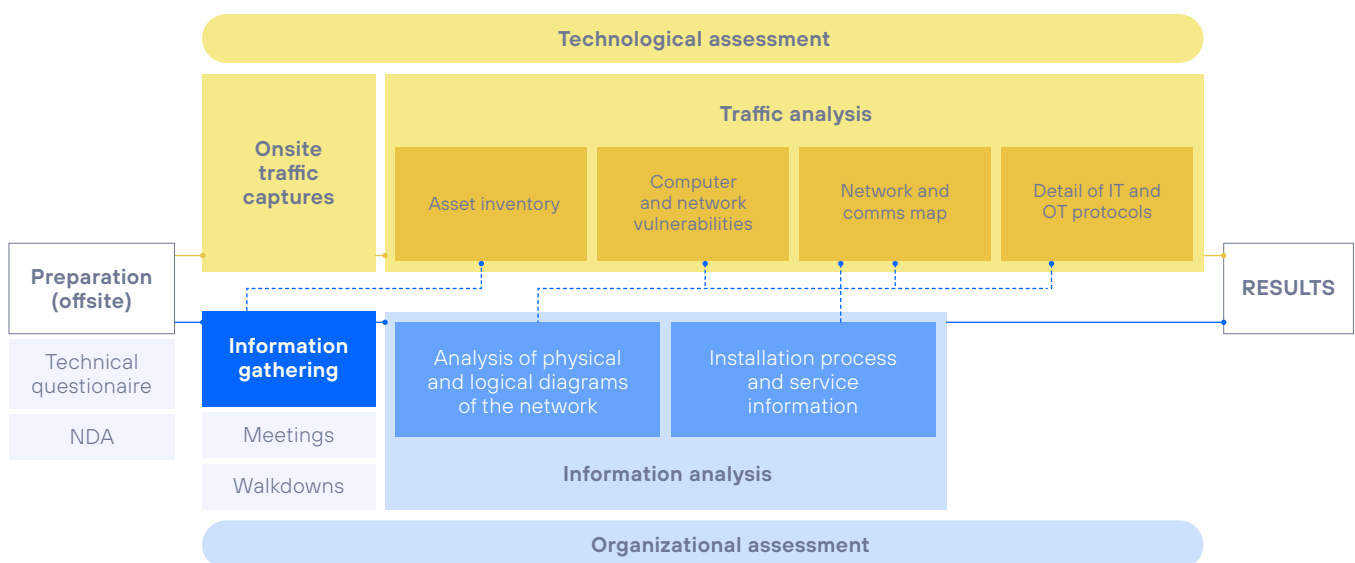 Technological assessment
Onsite
traffic
captures
Traffic analysis
Asset inventory
Computer
and network
vulnerabilities
Network and
comms map
Detail of IT and
OT protocols
Preparation
(offsite)
Technical
questionaire
NDA
Information
gathering
Meetings
Walkdowns
Analysis of physical
and logical diagrams
of the network
Installation process
and service
information
Information analysis
RESULTS
Organizational assessment